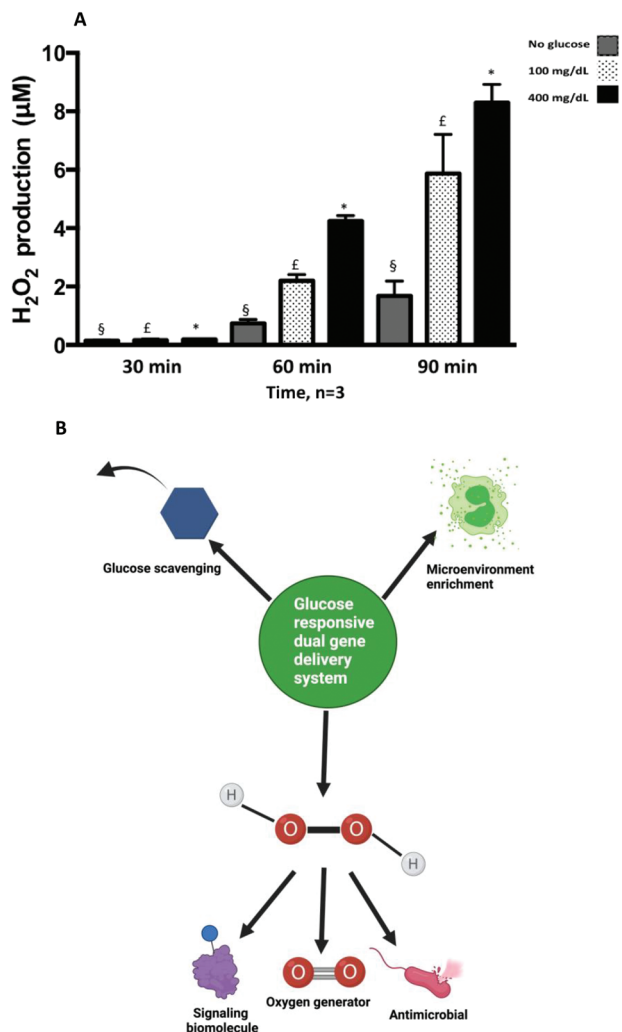 A
No glucose
100 mg/dL
400 mg/dL
H2O2 production (µM)
10
8
6
4
2
0
§
£
*
§
£
*
§
£
*
30 min
60 min
90 min
Time, n=3
B
Glucose scavenging
Microenvironment
enrichment
Glucose
responsive
dual gene
delivery
system
H
O
O
H
Signaling
biomolecule
O
O
Oxygen generator
Antimicrobial